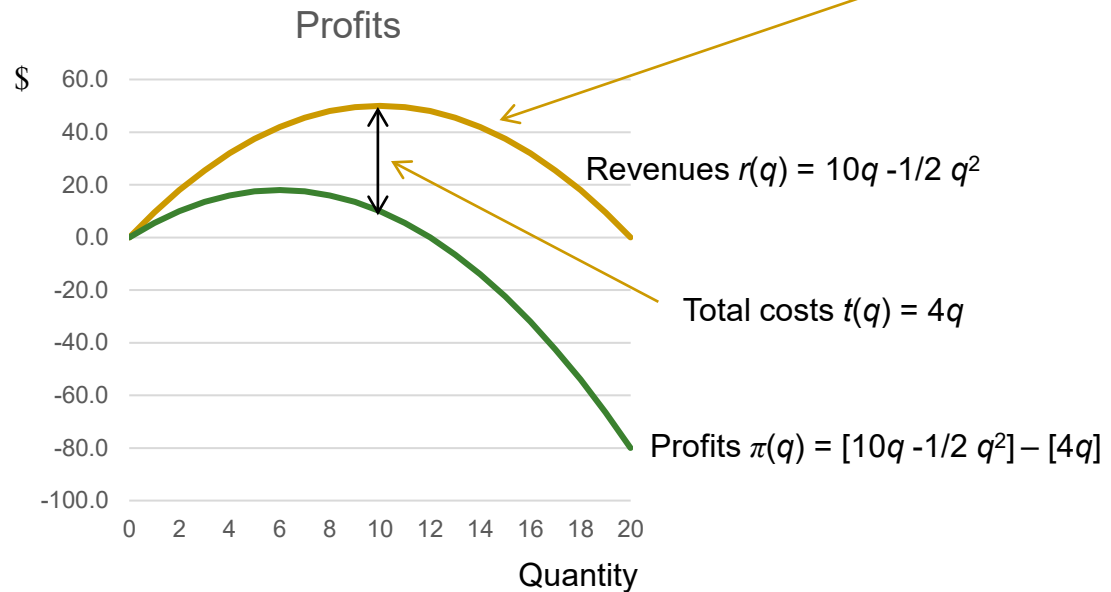 Profits
$
60.0
40.0
20.0
0.0
-20.0
-40.0
-60.0
-80.0
-100.0
0 2 4 6 8 10 12 14 16 18 20
Quantity
Revenues r(q) = 10q -1/2 q²
Total costs t(q) = 4q
Profits π(q) = [10q -1/2 q²] – [4q]